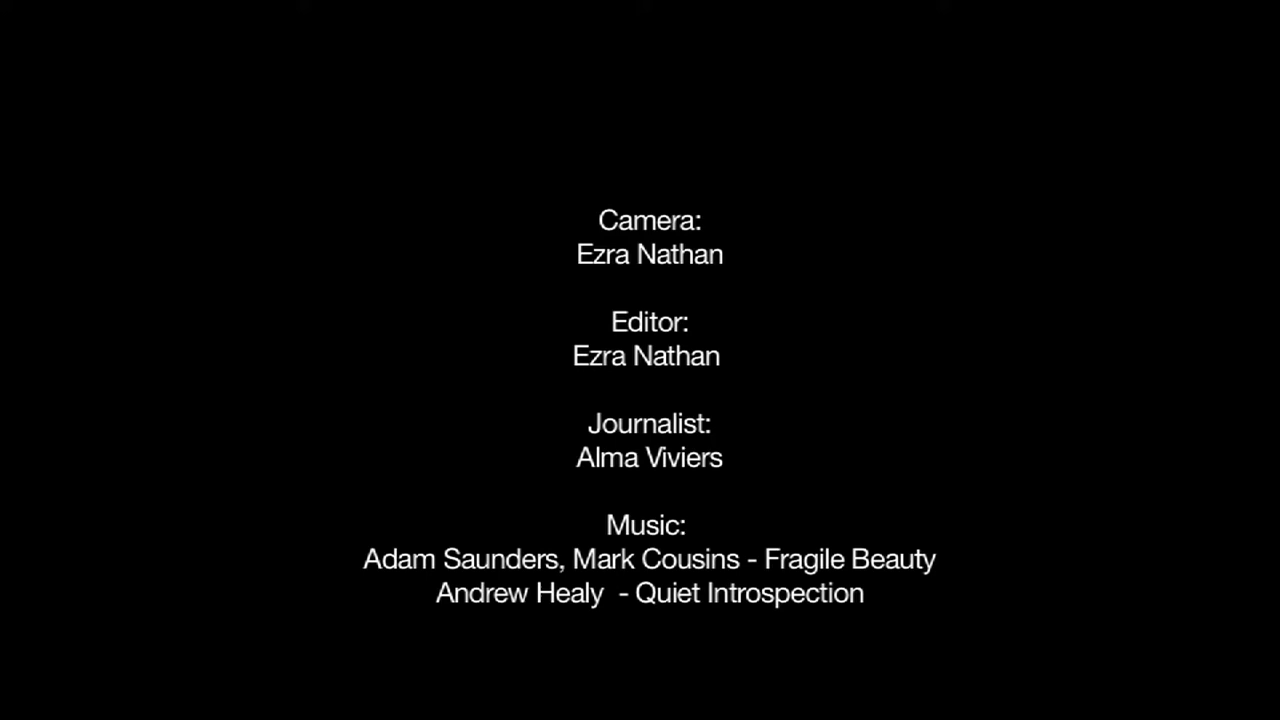 Camera:
Ezra Nathan
Editor:
Ezra Nathan
Journalist:
Alma Viviers
Music:
Adam Saunders, Mark Cousins - Fragile Beauty
Andrew Healy  - Quiet Introspection